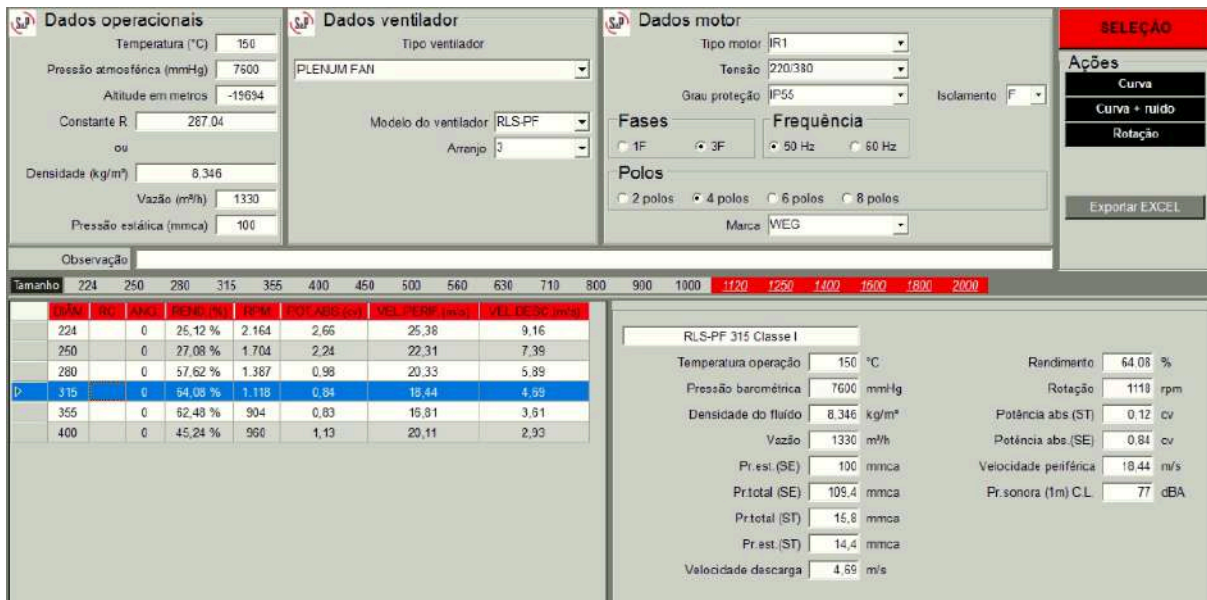 S&P Dados operacionais
Temperatura (°C) 150
Pressão atmosférica (mmHg) 7600
Altitude em metros -19694
Constante R 287.04
ou
Densidade (kg/m³) 8,346
Vazão (m³/h) 1330
Pressão estática (mmca) 100
S&P Dados ventilador
Tipo ventilador
PLENUM FAN
Modelo do ventilador RLS-PF
Arranjo 3
S&P Dados motor
Tipo motor IR1
Tensão 220/380
Grau proteção IP55
Isolamento F
Fases
1F 3F
Frequência
50 Hz 60 Hz
Polos
2 polos 4 polos 6 polos 8 polos
Marca WEG
SELEÇÃO
Ações
Curva
Curva + ruído
Rotação
Exportar EXCEL
Observação
Tamanho 224 250 280 315 355 400 450 500 560 630 710 800 900 1000 1120 1250 1400 1600 1800 2000
DIÂM RC ANG. REND.(%) RPM POT.ABS.(cv) VEL.PERIF.(m/s) VEL.DESC.(m/s)
224 0 25,12 % 2.164 2,66 25,38 9,16
250 0 27,08 % 1.704 2,24 22,31 7,39
280 0 57,62 % 1.387 0,98 20,33 5,89
315 0 64,08 % 1.118 0,84 18,44 4,69
355 0 62,48 % 904 0,83 16,81 3,61
400 0 45,24 % 960 1,13 20,11 2,93
RLS-PF 315 Classe I
Temperatura operação 150 °C
Pressão barométrica 7600 mmHg
Densidade do fluído 8,346 kg/m³
Vazão 1330 m³/h
Pr.est.(SE) 100 mmca
Pr.total (SE) 109,4 mmca
Pr.total (ST) 15,8 mmca
Pr.est.(ST) 14,4 mmca
Velocidade descarga 4,69 m/s
Rendimento 64,08 %
Rotação 1118 rpm
Potência abs (ST) 0,12 cv
Potência abs.(SE) 0,84 cv
Velocidade periférica 18,44 m/s
Pr.sonora (1m) C.L. 77 dBA